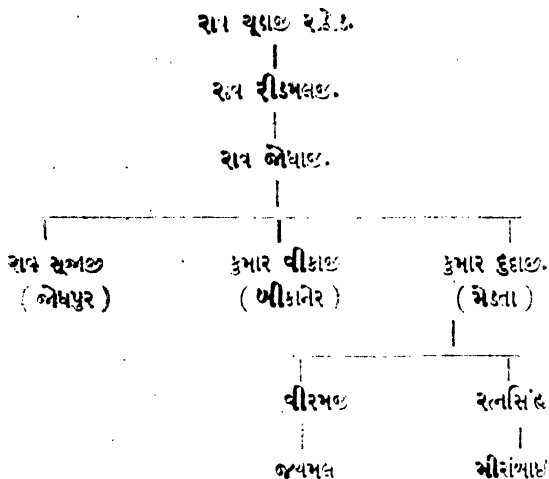 રાવ ચૂડાજી રાઠોડ.
રાવ રીડમલજી.
રાવ જોધાજી.
રાવ સૂજાજી કુમાર વીકાજી કુમાર દુદાજી.
( જોધપુર ) ( બીકાનેર ) ( મેડતા )
વીરમજી રત્નસિંહ
જયમલ મીરાંબાઈ